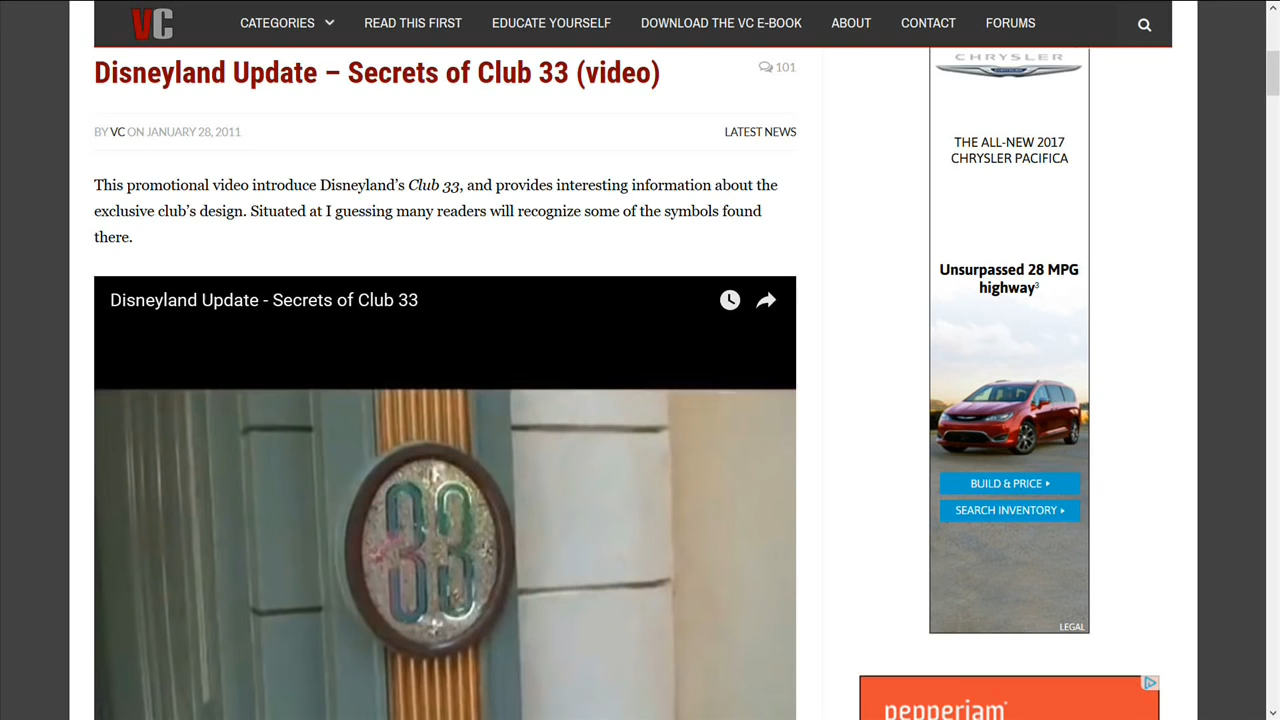 VC
CATEGORIES READ THIS FIRST EDUCATE YOURSELF DOWNLOAD THE VC E-BOOK ABOUT CONTACT FORUMS
Disneyland Update – Secrets of Club 33 (video)
101
BY VC ON JANUARY 28, 2011
LATEST NEWS
This promotional video introduce Disneyland's Club 33, and provides interesting information about the
exclusive club's design. Situated at I guessing many readers will recognize some of the symbols found
there.
Disneyland Update - Secrets of Club 33
33
CHRYSLER
THE ALL-NEW 2017
CHRYSLER PACIFICA
Unsurpassed 28 MPG
highway³
BUILD & PRICE
SEARCH INVENTORY
LEGAL
pepperjam